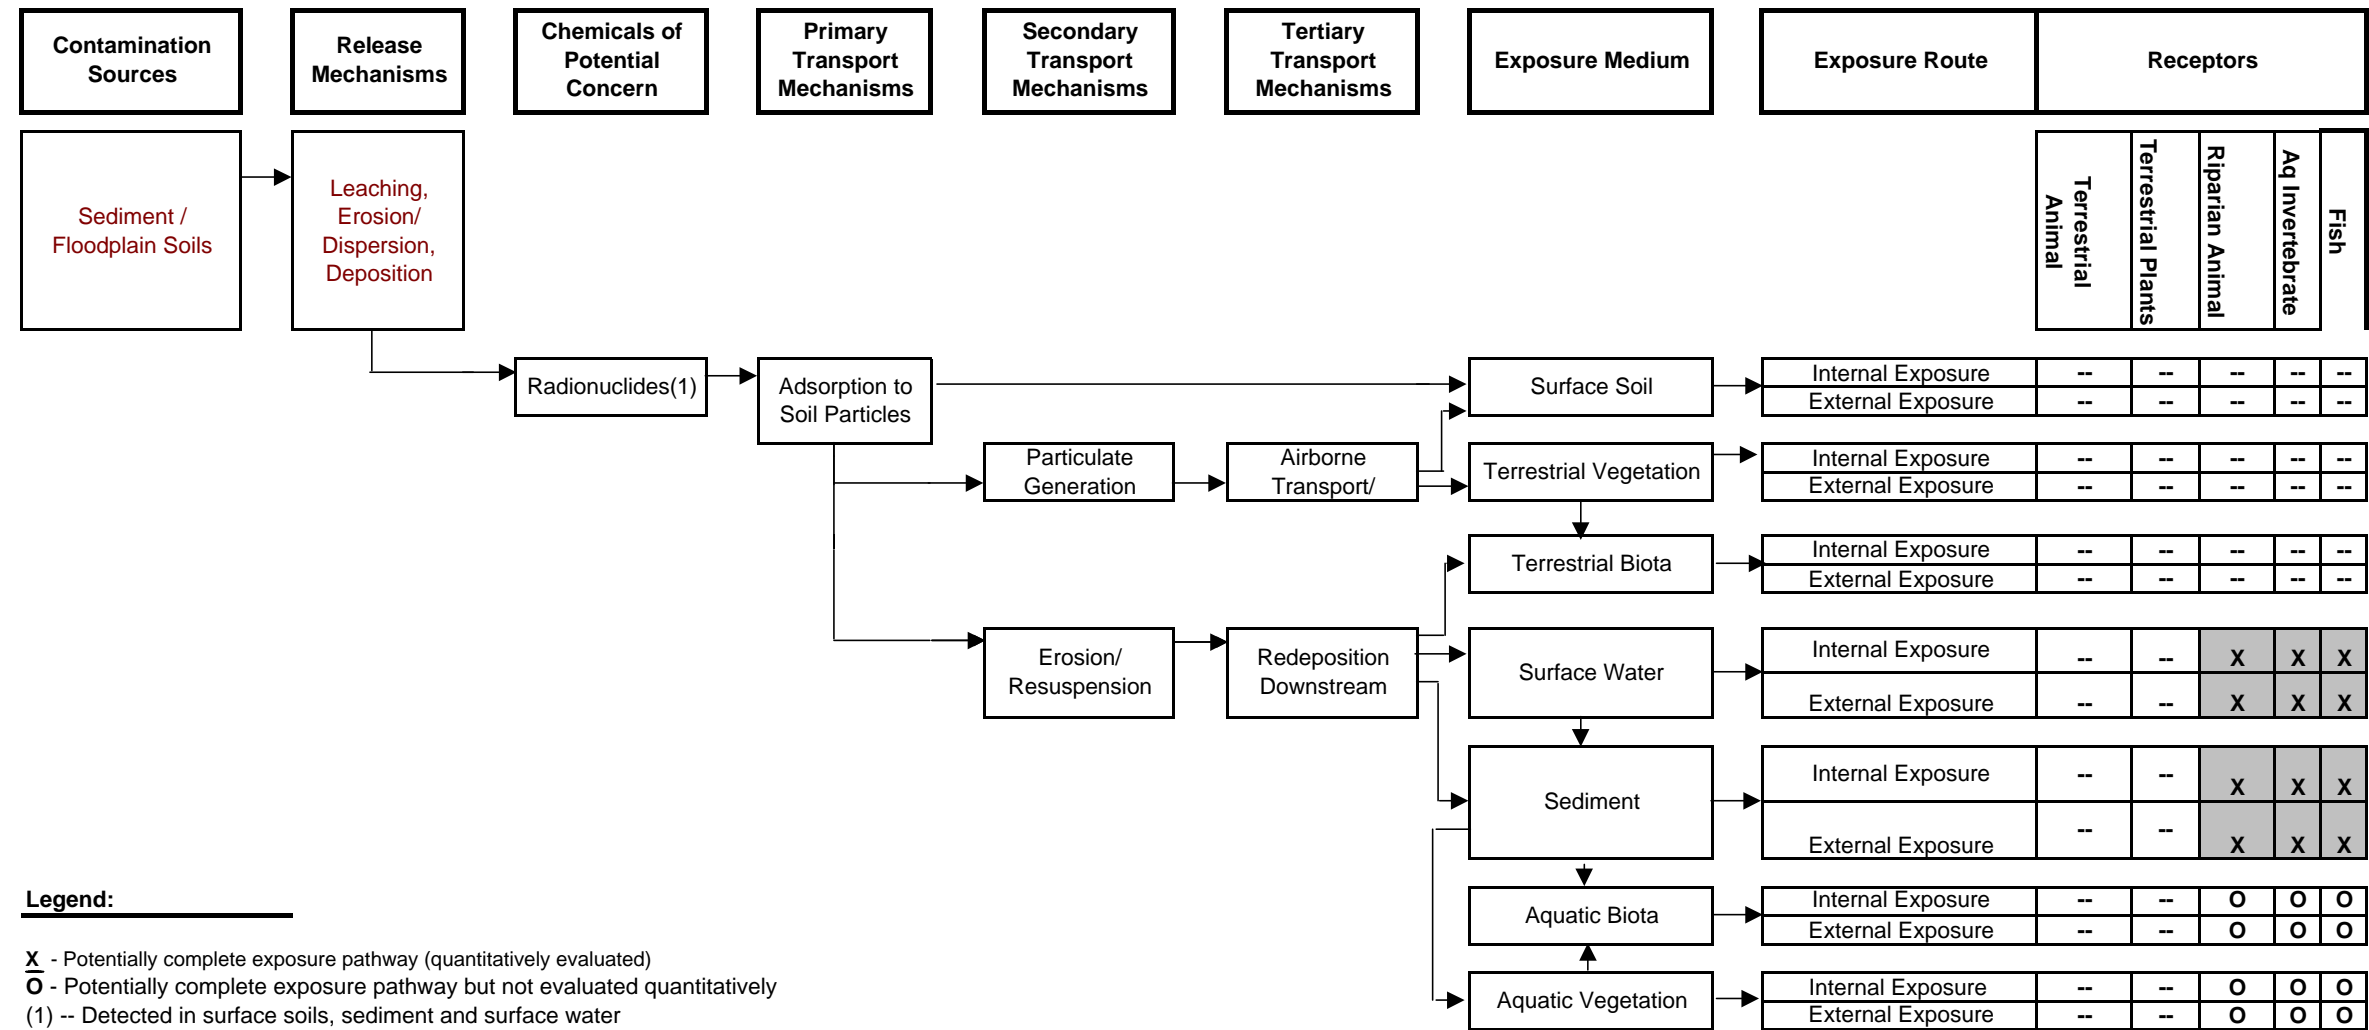 Contamination
Sources
Release
Mechanisms
Chemicals of
Potential
Concern
Primary
Transport
Mechanisms
Secondary
Transport
Mechanisms
Tertiary
Transport
Mechanisms
Exposure Medium
Exposure Route
Receptors
Sediment /
Floodplain Soils
Leaching,
Erosion/
Dispersion,
Deposition
Terrestrial
Animal
Terrestrial Plants
Riparian Animal
Aq Invertebrate
Fish
Radionuclides(1)
Adsorption to
Soil Particles
Surface Soil
Internal Exposure -- -- -- -- --
External Exposure -- -- -- -- --
Particulate
Generation
Airborne
Transport/
Terrestrial Vegetation
Internal Exposure -- -- -- -- --
External Exposure -- -- -- -- --
Terrestrial Biota
Internal Exposure -- -- -- -- --
External Exposure -- -- -- -- --
Erosion/
Resuspension
Redeposition
Downstream
Surface Water
Internal Exposure -- -- X X X
External Exposure -- -- X X X
Sediment
Internal Exposure -- -- X X X
External Exposure -- -- X X X
Aquatic Biota
Internal Exposure -- -- O O O
External Exposure -- -- O O O
Aquatic Vegetation
Internal Exposure -- -- O O O
External Exposure -- -- O O O
Legend:
X - Potentially complete exposure pathway (quantitatively evaluated)
O - Potentially complete exposure pathway but not evaluated quantitatively
(1) -- Detected in surface soils, sediment and surface water